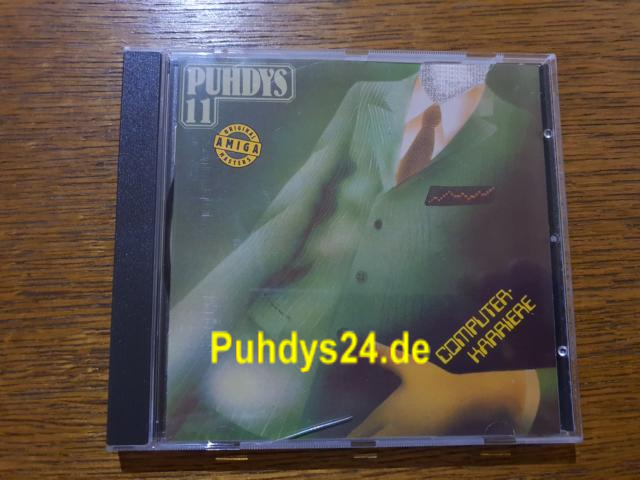 PUHDYS
11
ORIGINAL
AMIGA
MASTERS
Puhdys24.de
COMPUTER-
KARRIERE